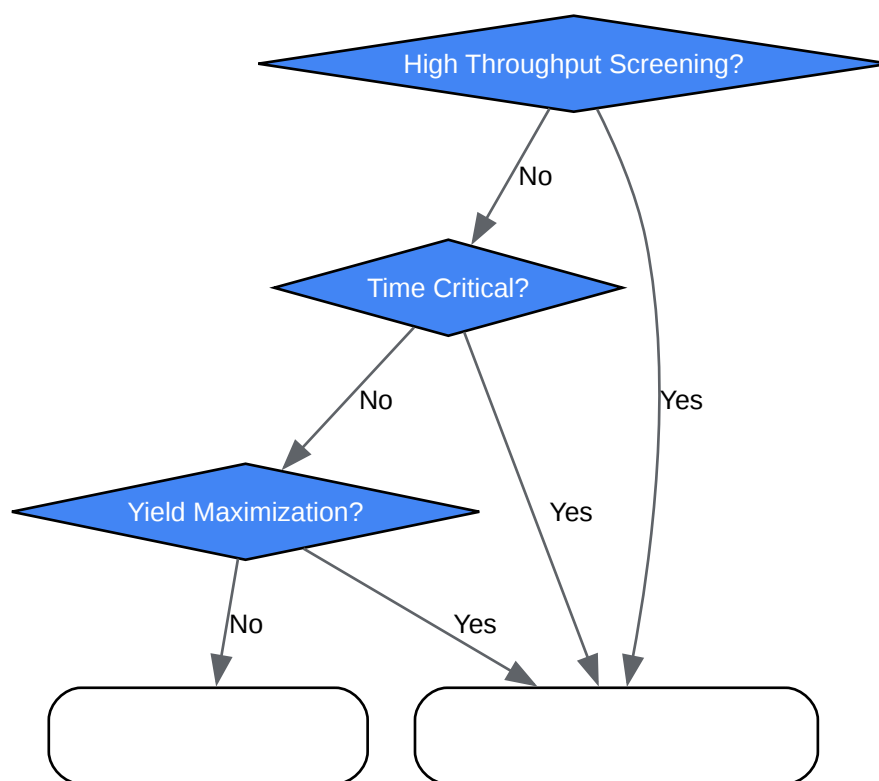 High Throughput Screening?
No
Time Critical?
No
Yes
Yield Maximization?
Yes
No
Yes